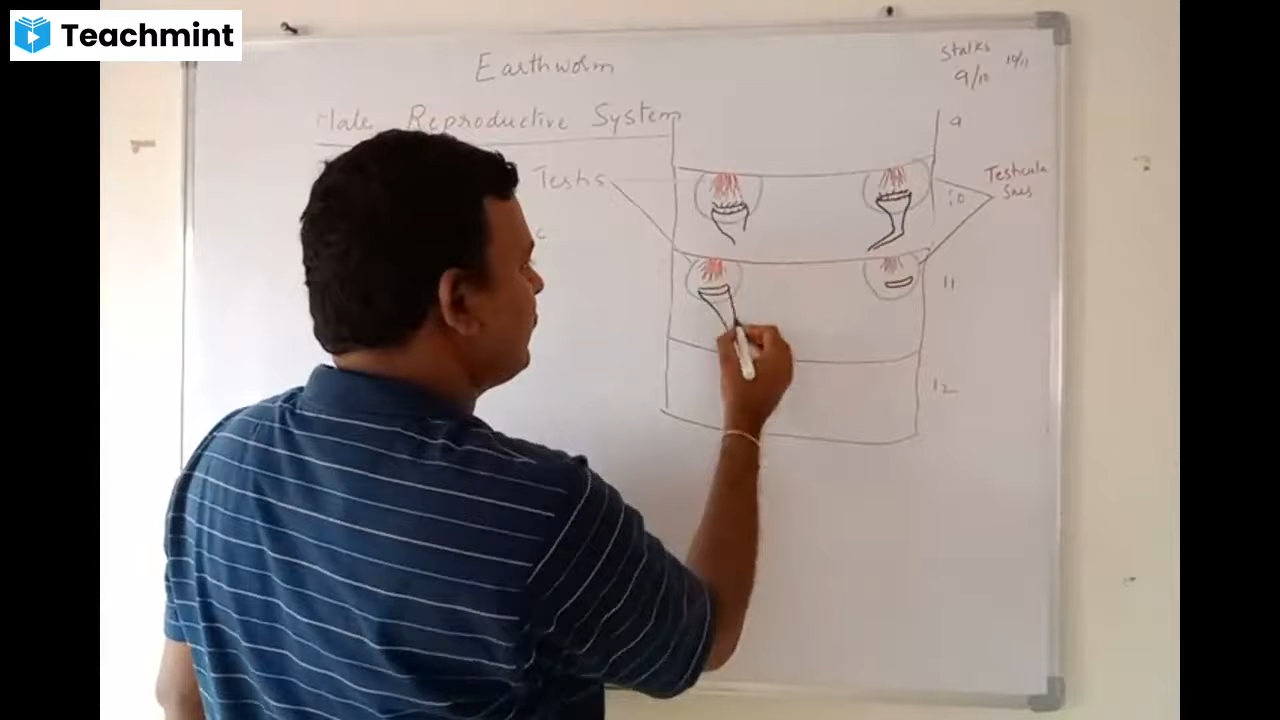 Teachmint
Earthworm
Stalks
9/10 10/11
Male Reproductive System
9
Testis
Testicular
Sacs
10
11
12